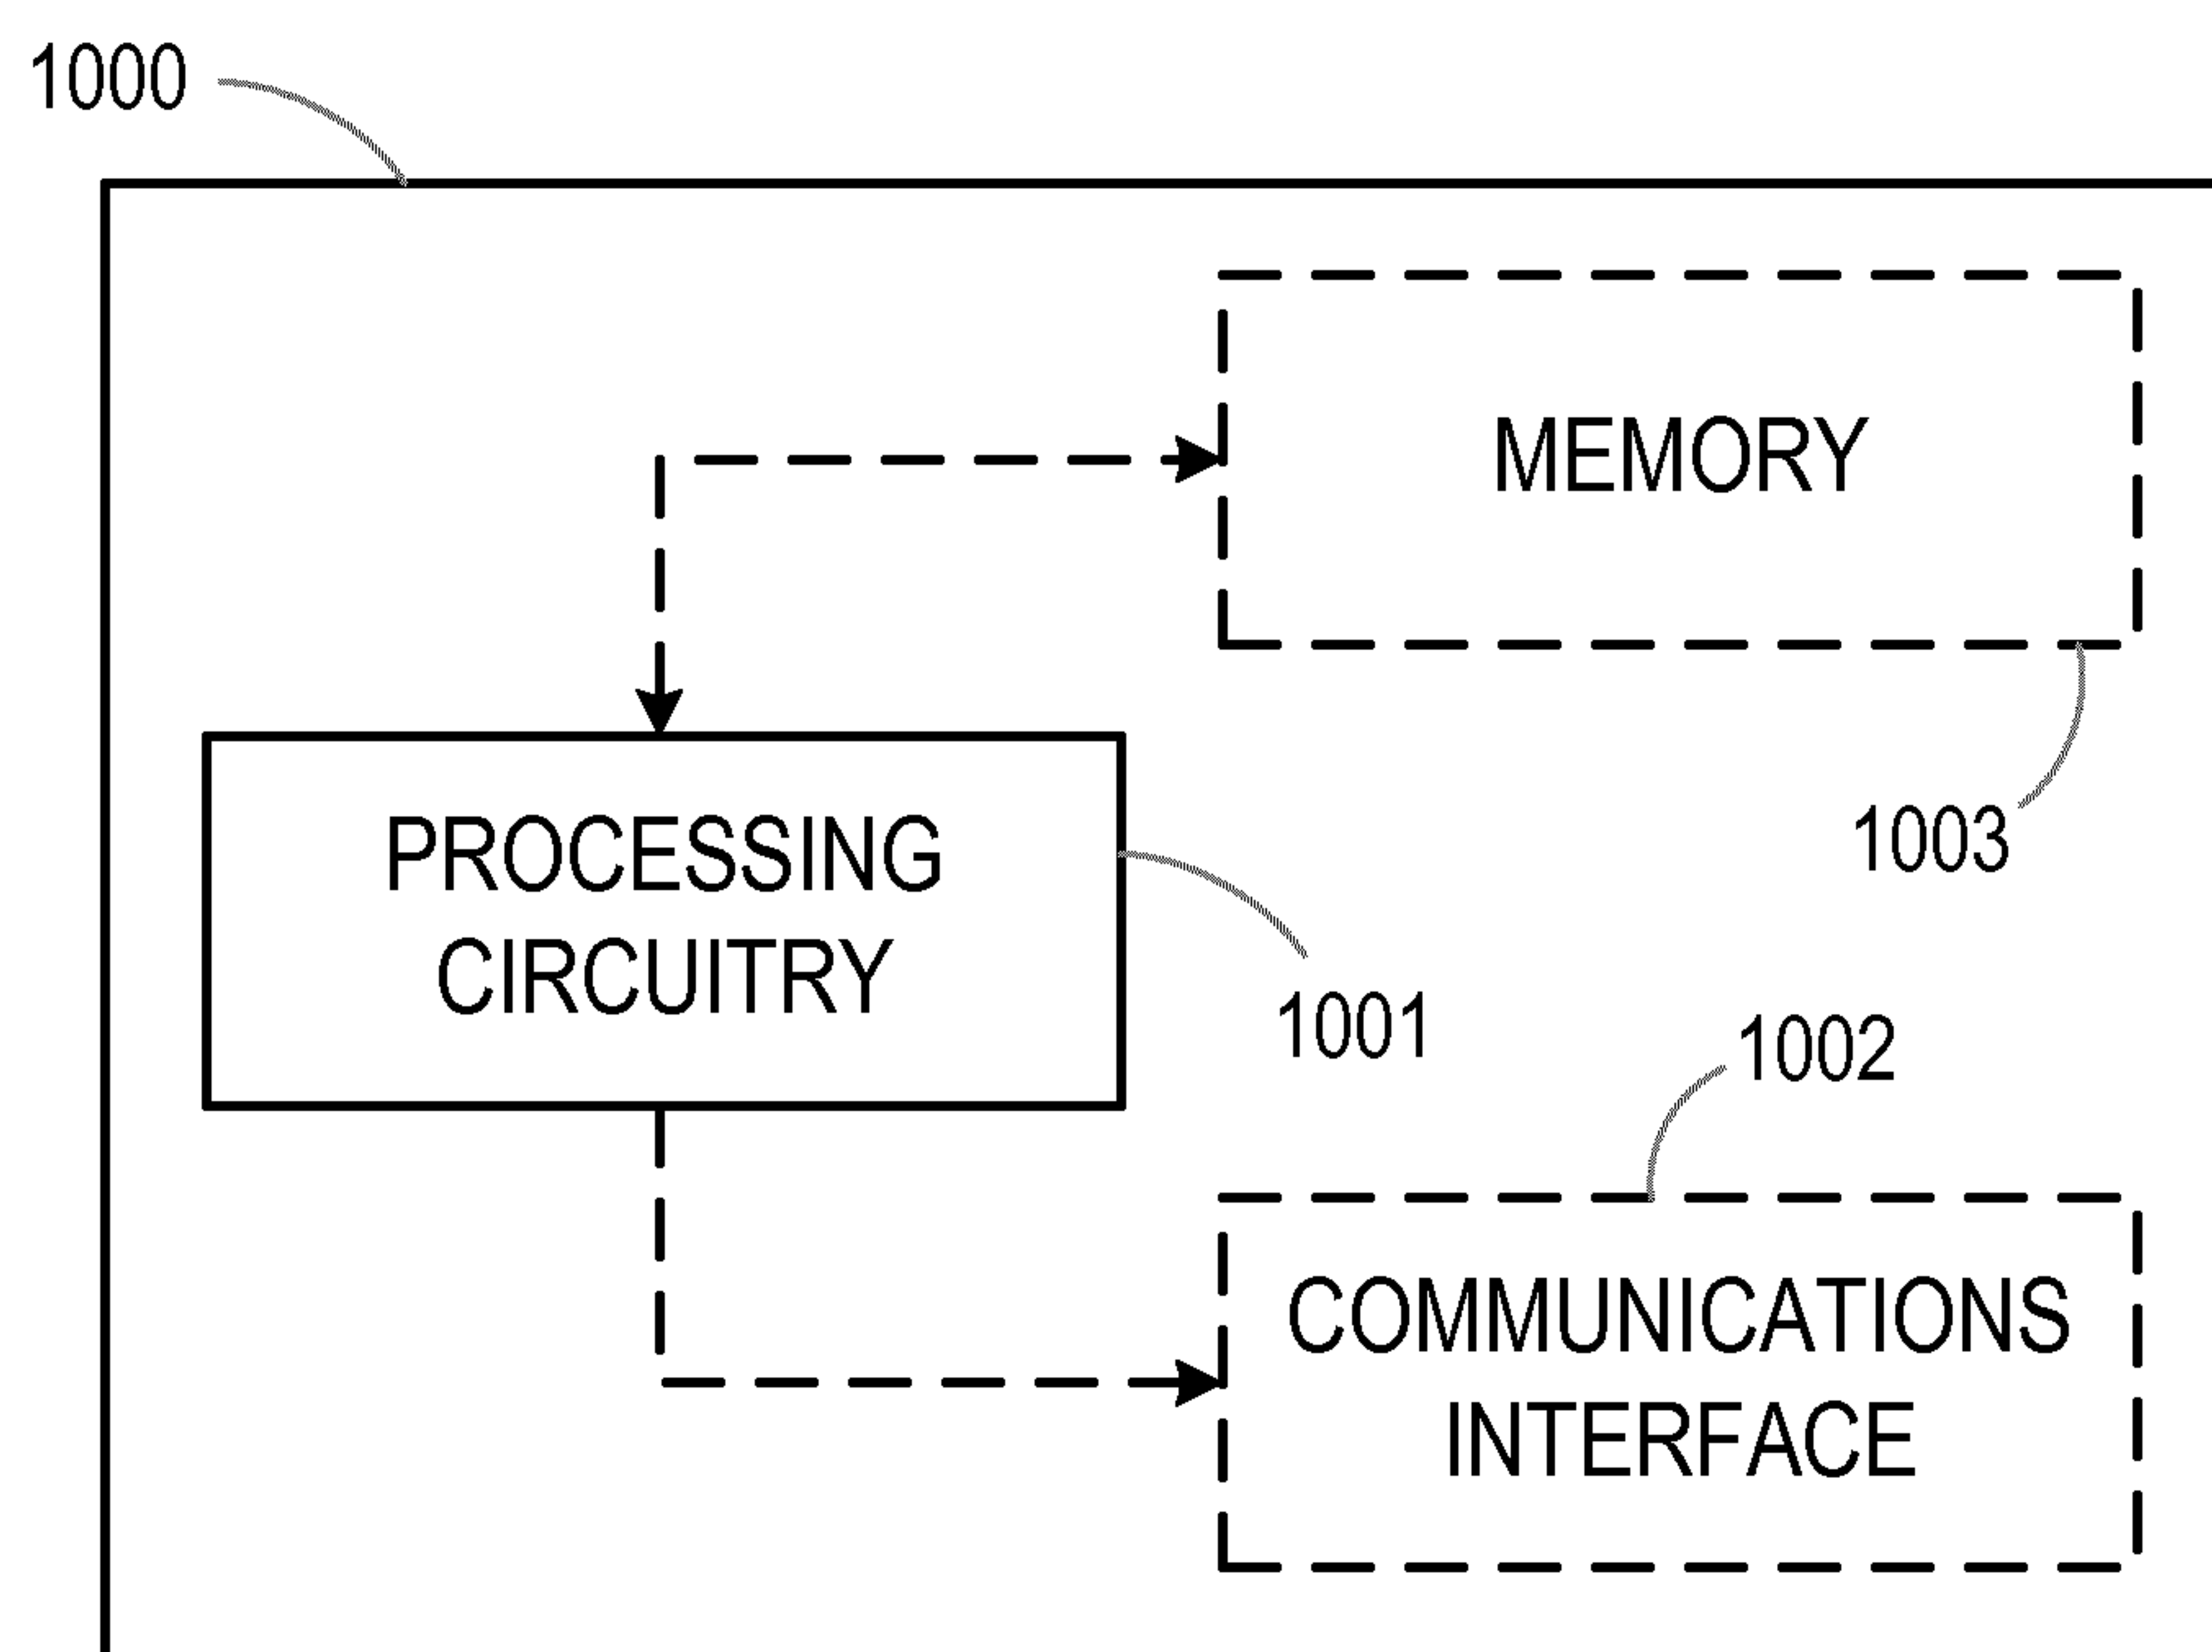 1000
MEMORY
1003
PROCESSING
CIRCUITRY
1001
1002
COMMUNICATIONS
INTERFACE